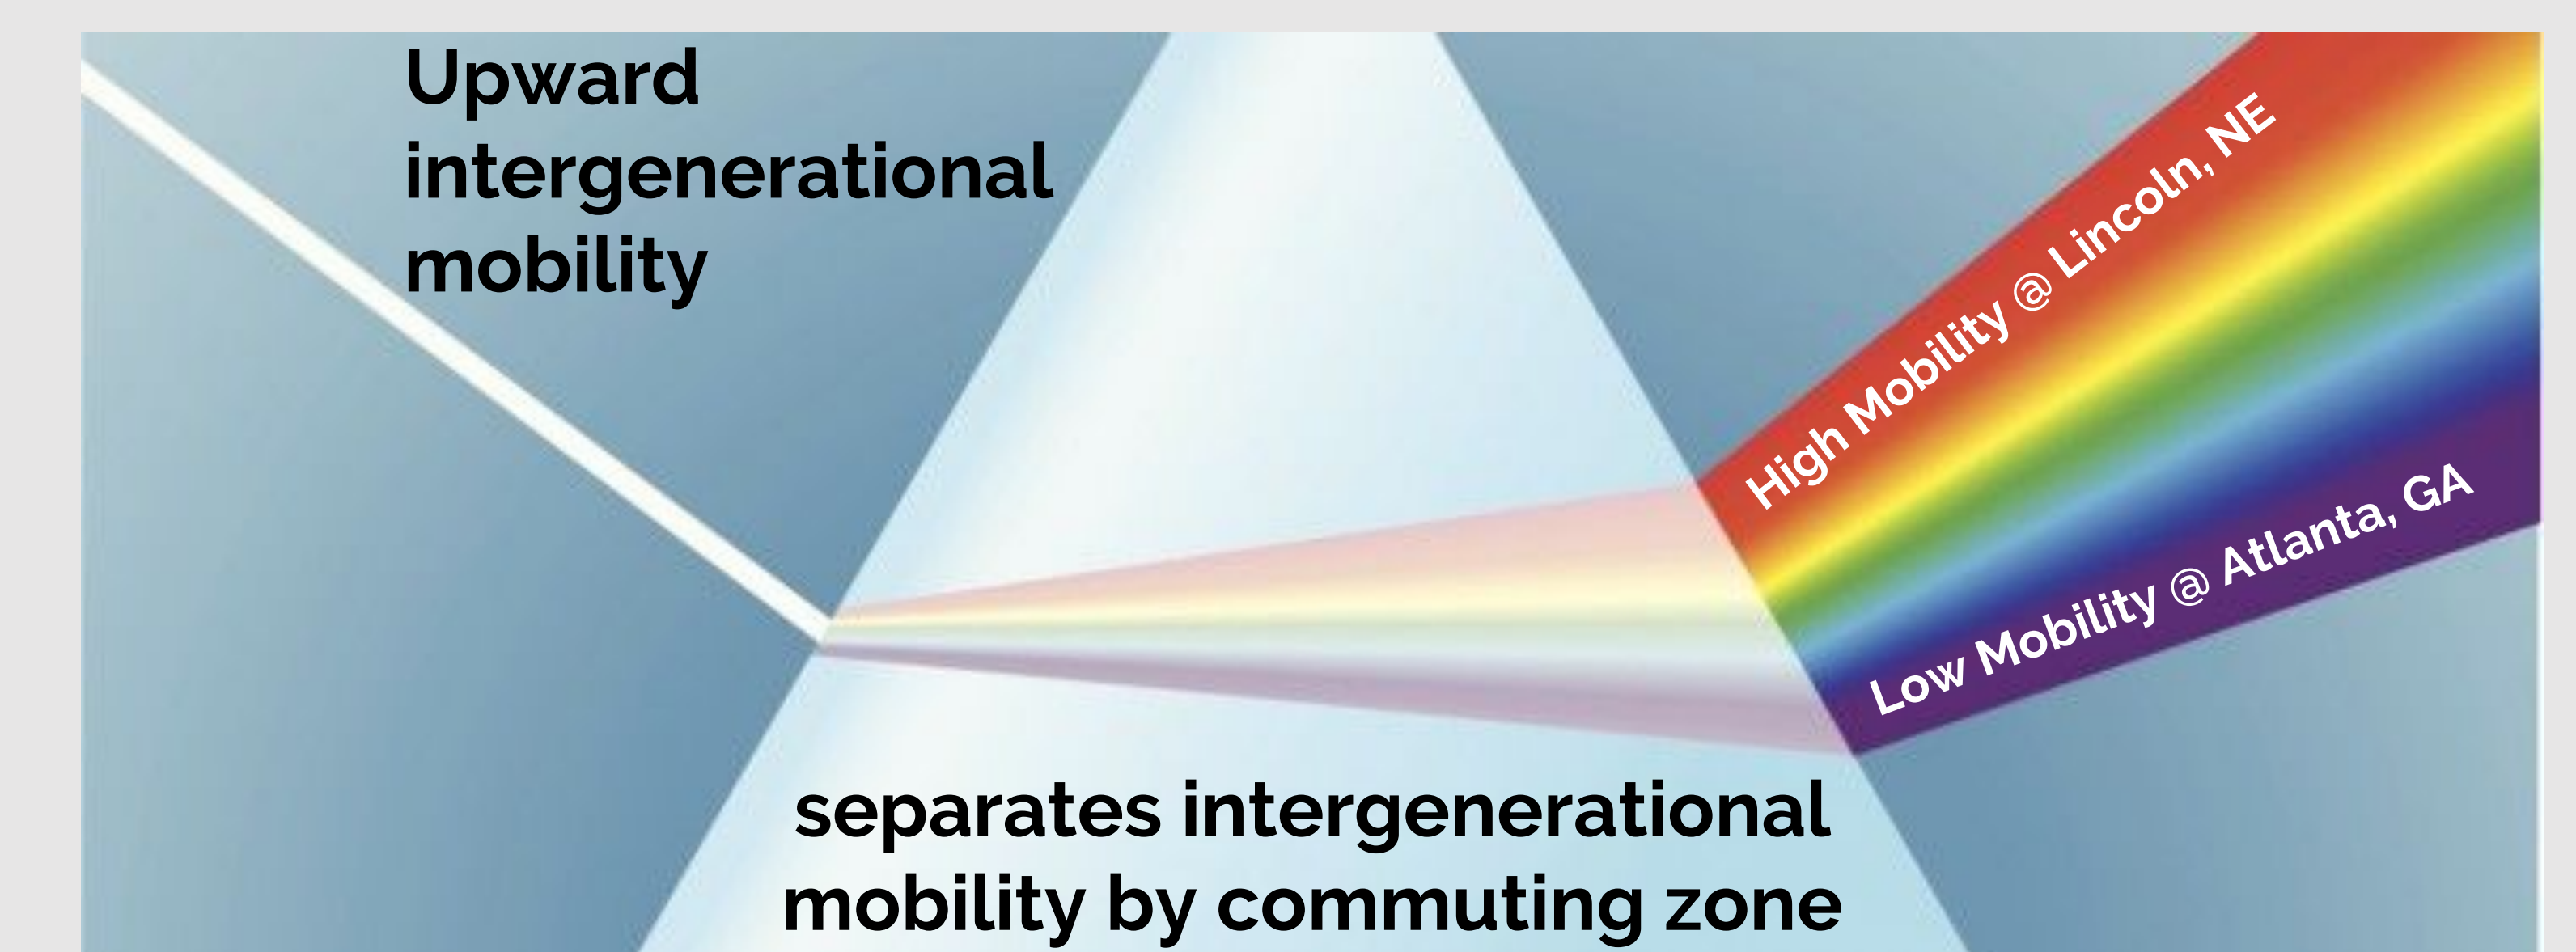 Upward
intergenerational
mobility
High Mobility @ Lincoln, NE
Low Mobility @ Atlanta, GA
separates intergenerational
mobility by commuting zone